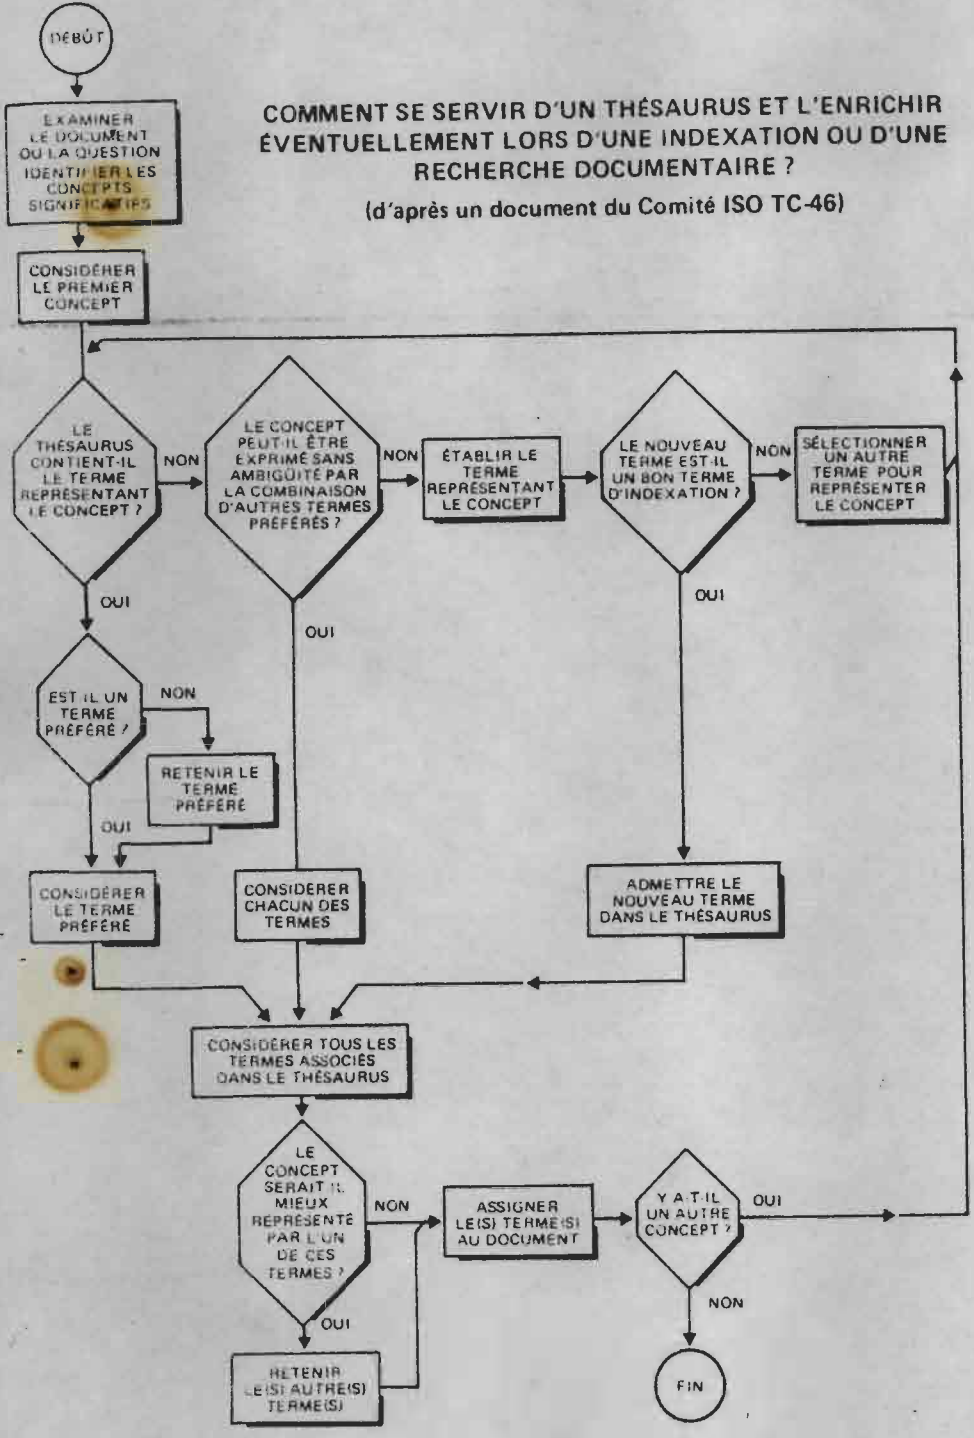 DÉBUT
EXAMINER
LE DOCUMENT
OU LA QUESTION
IDENTIFIER LES
CONCEPTS
SIGNIFICATIFS
COMMENT SE SERVIR D'UN THÉSAURUS ET L'ENRICHIR
ÉVENTUELLEMENT LORS D'UNE INDEXATION OU D'UNE
RECHERCHE DOCUMENTAIRE ?
(d'après un document du Comité ISO TC-46)
CONSIDÉRER
LE PREMIER
CONCEPT
LE
THÉSAURUS
CONTIENT-IL
LE TERME
REPRÉSENTANT
LE CONCEPT ?
NON
LE CONCEPT
PEUT-IL ÊTRE
EXPRIMÉ SANS
AMBIGUÏTÉ PAR
LA COMBINAISON
D'AUTRES TERMES
PRÉFÉRÉS ?
NON
ÉTABLIR LE
TERME
REPRÉSENTANT
LE CONCEPT
LE NOUVEAU
TERME EST-IL
UN BON TERME
D'INDEXATION ?
NON
SÉLECTIONNER
UN AUTRE
TERME POUR
REPRÉSENTER
LE CONCEPT
OUI
OUI
OUI
EST-IL UN
TERME
PRÉFÉRÉ ?
NON
RETENIR LE
TERME
PRÉFÉRÉ
OUI
CONSIDÉRER
LE TERME
PRÉFÉRÉ
CONSIDÉRER
CHACUN DES
TERMES
ADMETTRE LE
NOUVEAU TERME
DANS LE THÉSAURUS
CONSIDÉRER TOUS LES
TERMES ASSOCIÉS
DANS LE THÉSAURUS
LE
CONCEPT
SERAIT-IL
MIEUX
REPRÉSENTÉ
PAR L'UN
DE CES
TERMES ?
NON
ASSIGNER
LE(S) TERME(S)
AU DOCUMENT
Y A-T-IL
UN AUTRE
CONCEPT ?
OUI
OUI
RETENIR
LE(S) AUTRE(S)
TERME(S)
NON
FIN